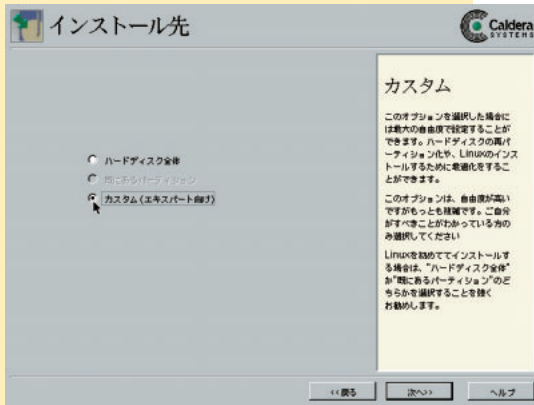 インストール先
Caldera
SYSTEMS
ハードディスク全体
既にあるパーティション
カスタム(エキスパート向け)
カスタム
このオプションを選択した場合に
は最大の自由度で設定することが
できます。ハードディスクの再パ
ーティション化や、Linuxのインス
トールするために最適化をするこ
とができます。
このオプションは、自由度が高い
ですがもっとも複雑です。ご自分
がすべきことがわかっている方の
み選択してください
Linuxを初めててインストールす
る場合は、"ハードディスク全体"
か"既にあるパーティション"のど
ちらかを選択することを強く
お勧めします。
<<戻る
次へ>>
ヘルプ